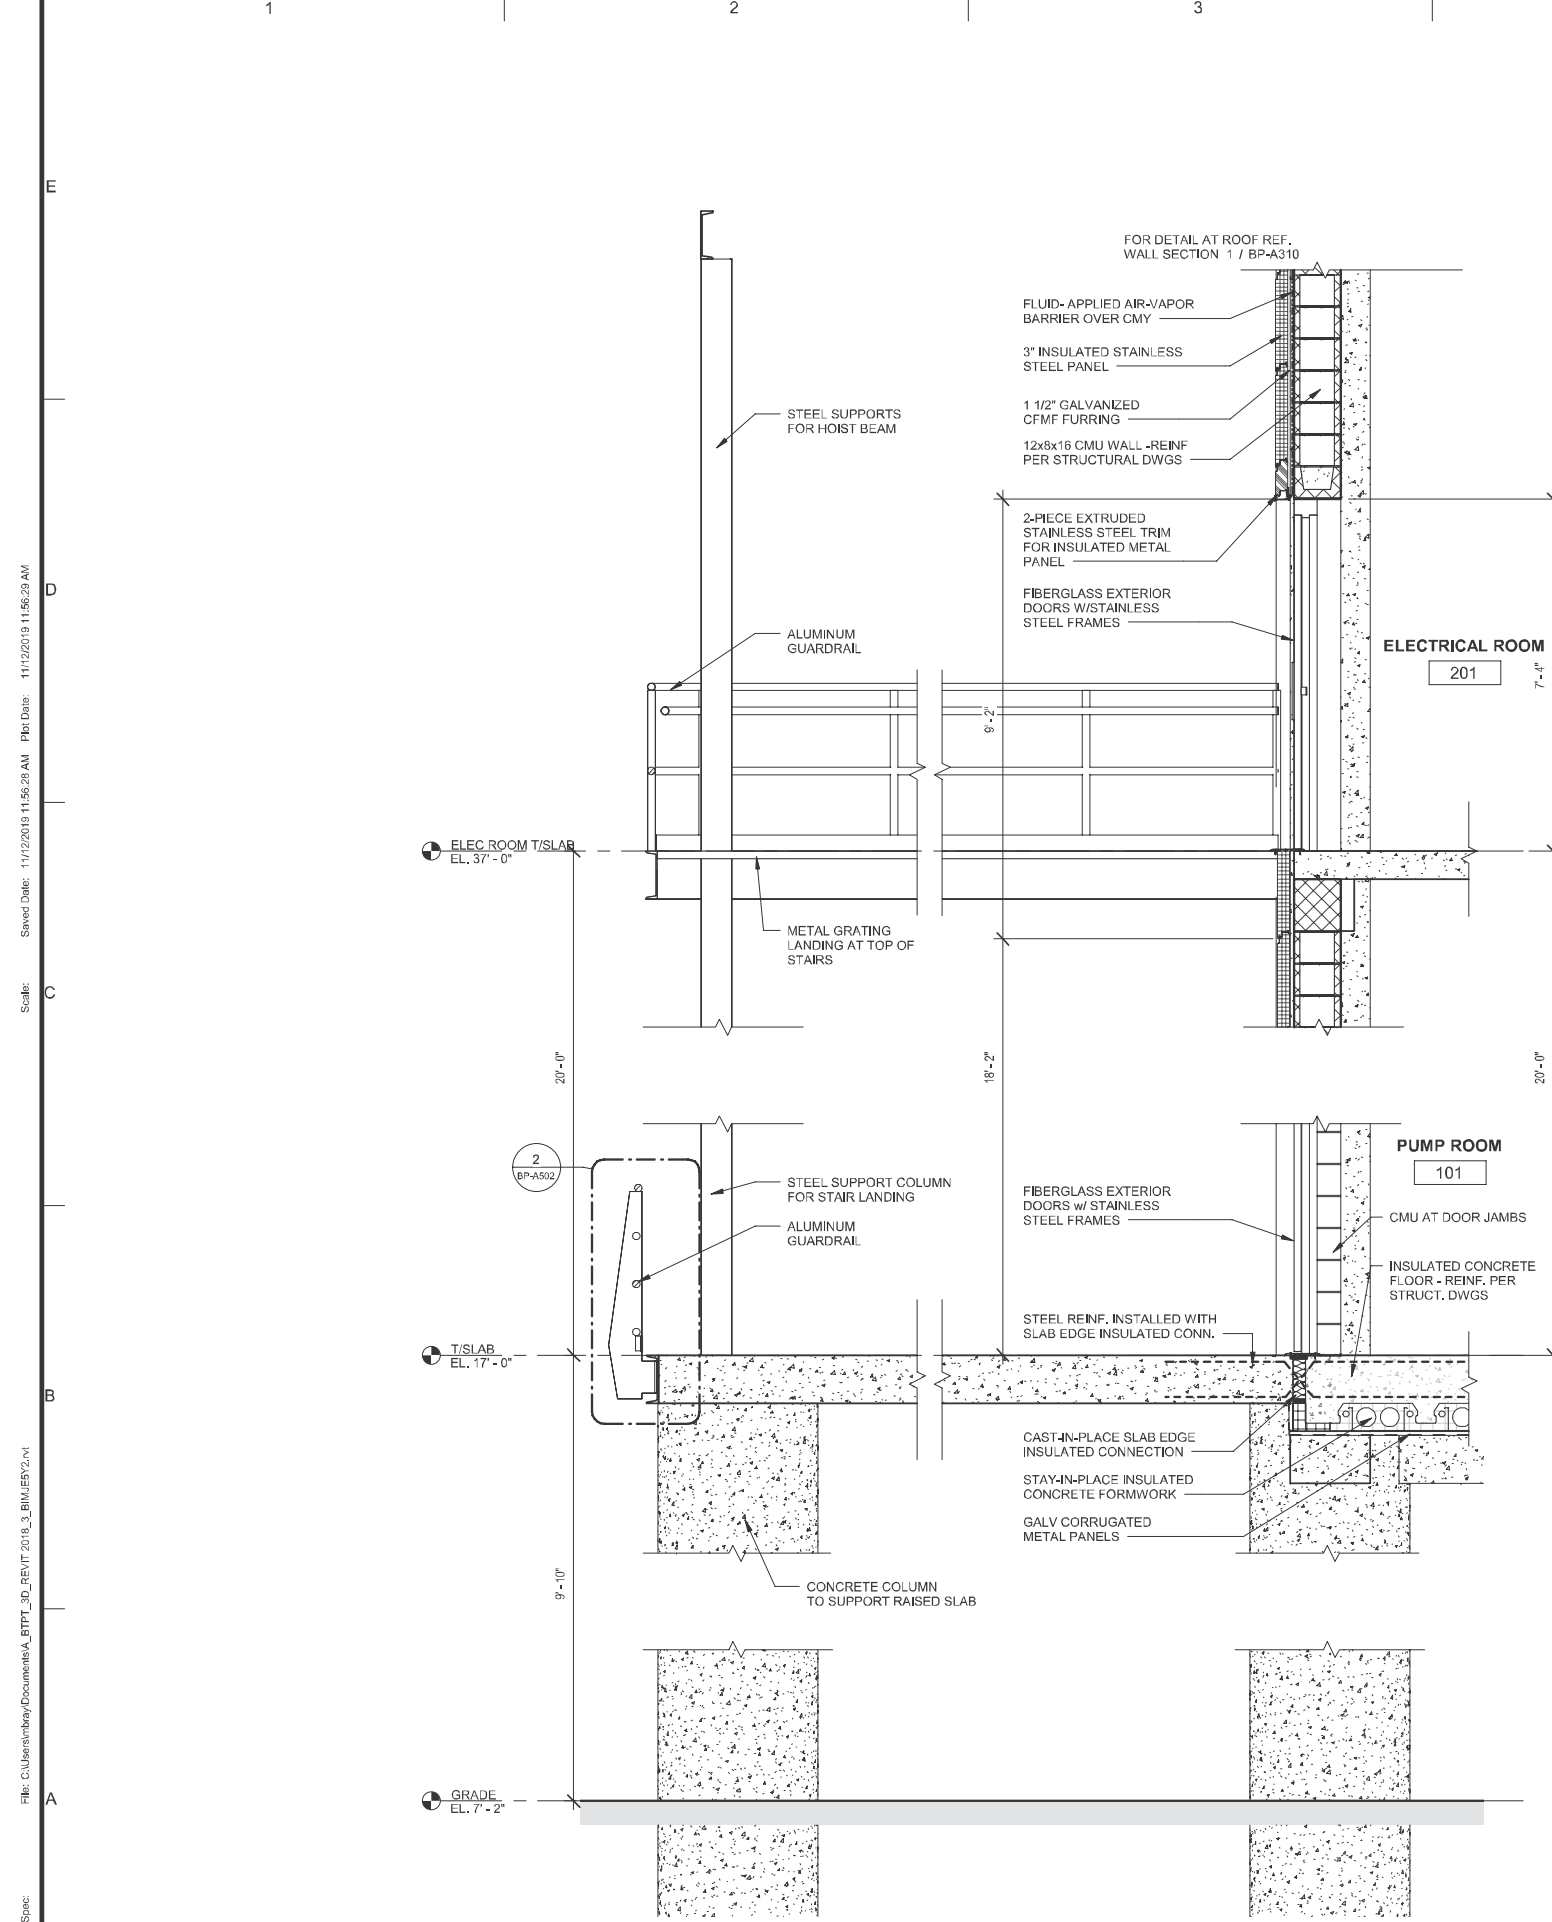 1
2
3
E
D
C
B
A
FOR DETAIL AT ROOF REF.
WALL SECTION 1 / BP-A310
FLUID- APPLIED AIR-VAPOR
BARRIER OVER CMY
3" INSULATED STAINLESS
STEEL PANEL
1 1/2" GALVANIZED
CFMF FURRING
12x8x16 CMU WALL -REINF
PER STRUCTURAL DWGS
STEEL SUPPORTS
FOR HOIST BEAM
2-PIECE EXTRUDED
STAINLESS STEEL TRIM
FOR INSULATED METAL
PANEL
FIBERGLASS EXTERIOR
DOORS W/STAINLESS
STEEL FRAMES
ALUMINUM
GUARDRAIL
ELECTRICAL ROOM
201
7' - 4"
9' - 2"
ELEC ROOM T/SLAB
EL. 37' - 0"
METAL GRATING
LANDING AT TOP OF
STAIRS
20' - 0"
18' - 2"
20' - 0"
2
BP-A502
STEEL SUPPORT COLUMN
FOR STAIR LANDING
ALUMINUM
GUARDRAIL
PUMP ROOM
101
FIBERGLASS EXTERIOR
DOORS w/ STAINLESS
STEEL FRAMES
CMU AT DOOR JAMBS
INSULATED CONCRETE
FLOOR - REINF. PER
STRUCT. DWGS
STEEL REINF. INSTALLED WITH
SLAB EDGE INSULATED CONN.
T/SLAB
EL. 17' - 0"
CAST-IN-PLACE SLAB EDGE
INSULATED CONNECTION
STAY-IN-PLACE INSULATED
CONCRETE FORMWORK
GALV CORRUGATED
METAL PANELS
9' - 10"
CONCRETE COLUMN
TO SUPPORT RAISED SLAB
GRADE
EL. 7' - 2"
Spec: File: C:\Users\mbray\Documents\A_BTPT_3D_REVIT 2018_3_BIMJE5Y2.rvt Scale: Saved Date: 11/12/2019 11:56:28 AM Plot Date: 11/12/2019 11:56:29 AM